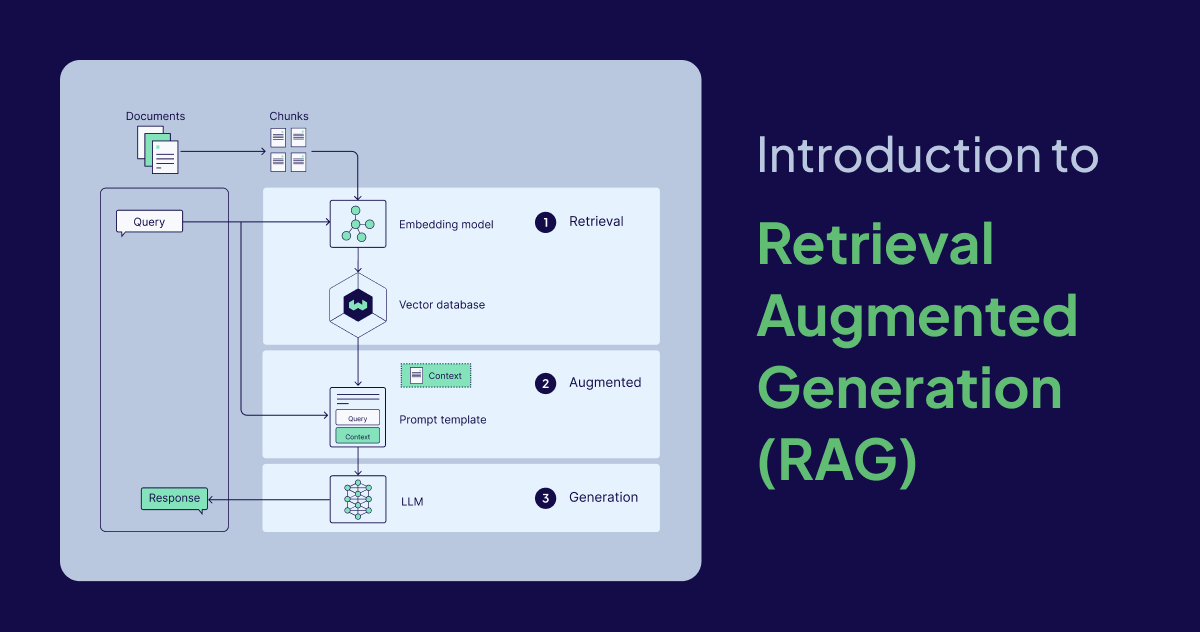 Documents
Chunks
Query
Embedding model
1 Retrieval
Vector database
Context
2 Augmented
Query
Context
Prompt template
Response
LLM
3 Generation
Introduction to
Retrieval
Augmented
Generation
(RAG)